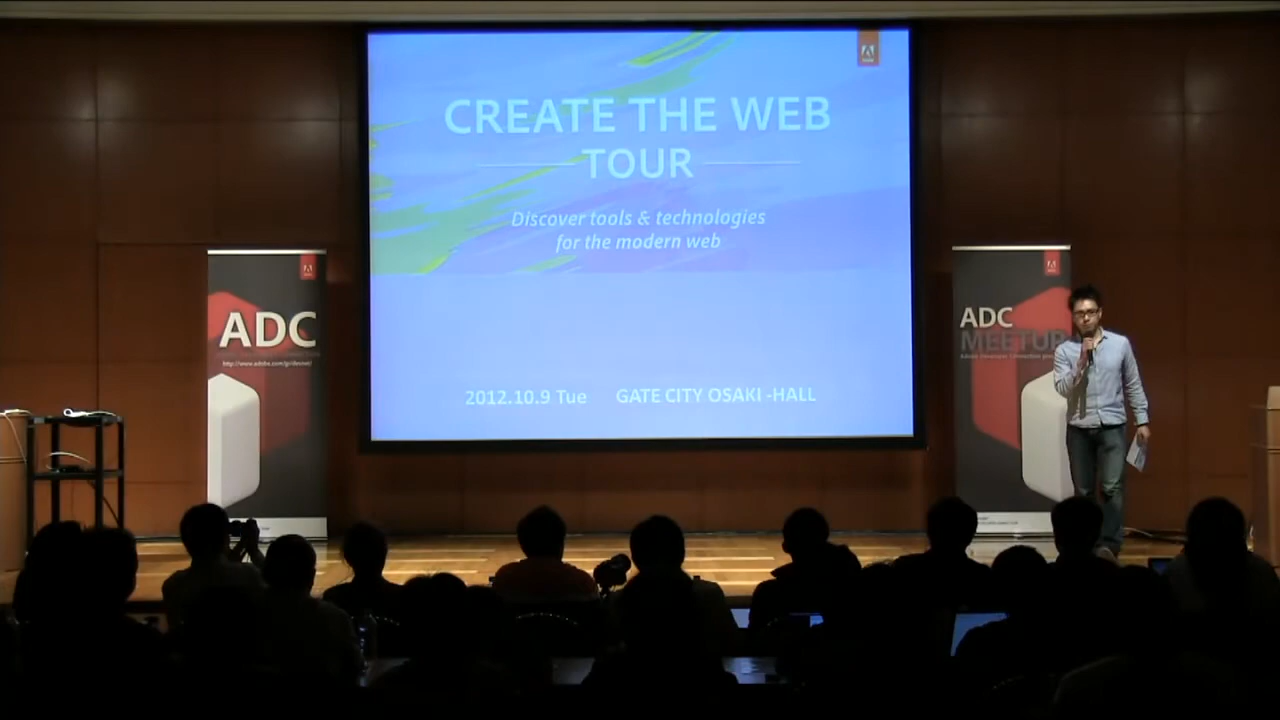 CREATE THE WEB
TOUR
Discover tools & technologies
for the modern web
2012.10.9 Tue GATE CITY OSAKI -HALL
ADC
ADC
MEETUP